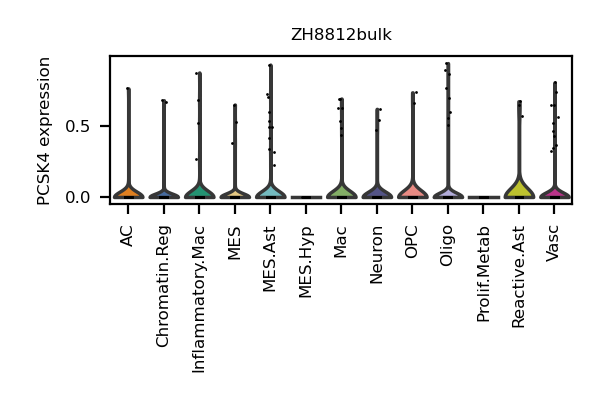 ZH8812bulk
PCSK4 expression
0.5
0.0
AC
Chromatin.Reg
Inflammatory.Mac
MES
MES.Ast
MES.Hyp
Mac
Neuron
OPC
Oligo
Prolif.Metab
Reactive.Ast
Vasc